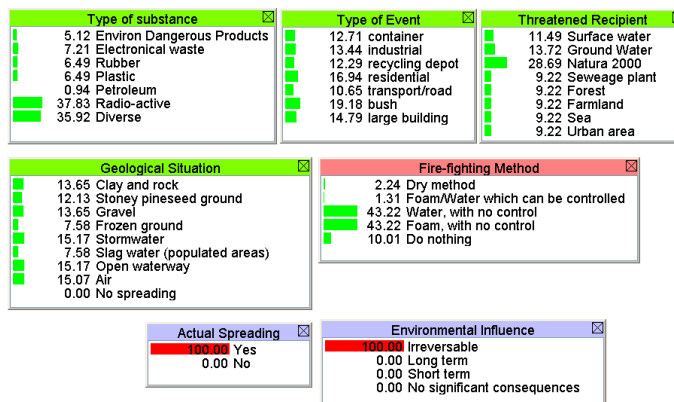 Type of substance
5.12 Environ Dangerous Products
7.21 Electronical waste
6.49 Rubber
6.49 Plastic
0.94 Petroleum
37.83 Radio-active
35.92 Diverse
Type of Event
12.71 container
13.44 industrial
12.29 recycling depot
16.94 residential
10.65 transport/road
19.18 bush
14.79 large building
Threatened Recipient
11.49 Surface water
13.72 Ground Water
28.69 Natura 2000
9.22 Seweage plant
9.22 Forest
9.22 Farmland
9.22 Sea
9.22 Urban area
Geological Situation
13.65 Clay and rock
12.13 Stoney pineseed ground
13.65 Gravel
7.58 Frozen ground
15.17 Stormwater
7.58 Slag water (populated areas)
15.17 Open waterway
15.07 Air
0.00 No spreading
Fire-fighting Method
2.24 Dry method
1.31 Foam/Water which can be controlled
43.22 Water, with no control
43.22 Foam, with no control
10.01 Do nothing
Actual Spreading
100.00 Yes
0.00 No
Environmental Influence
100.00 Irreversable
0.00 Long term
0.00 Short term
0.00 No significant consequences